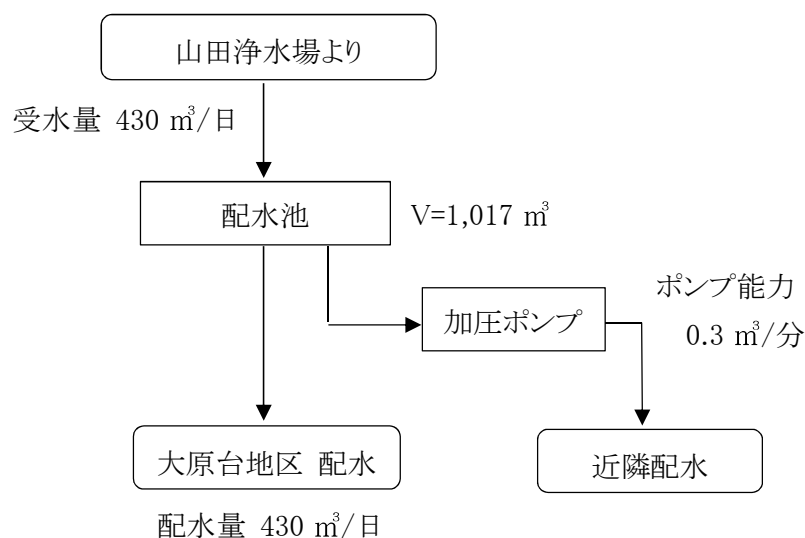 山田浄水場より
受水量 430 ㎥/日
配水池
V=1,017 ㎥
ポンプ能力
加圧ポンプ
0.3 ㎥/分
大原台地区 配水
近隣配水
配水量 430 ㎥/日